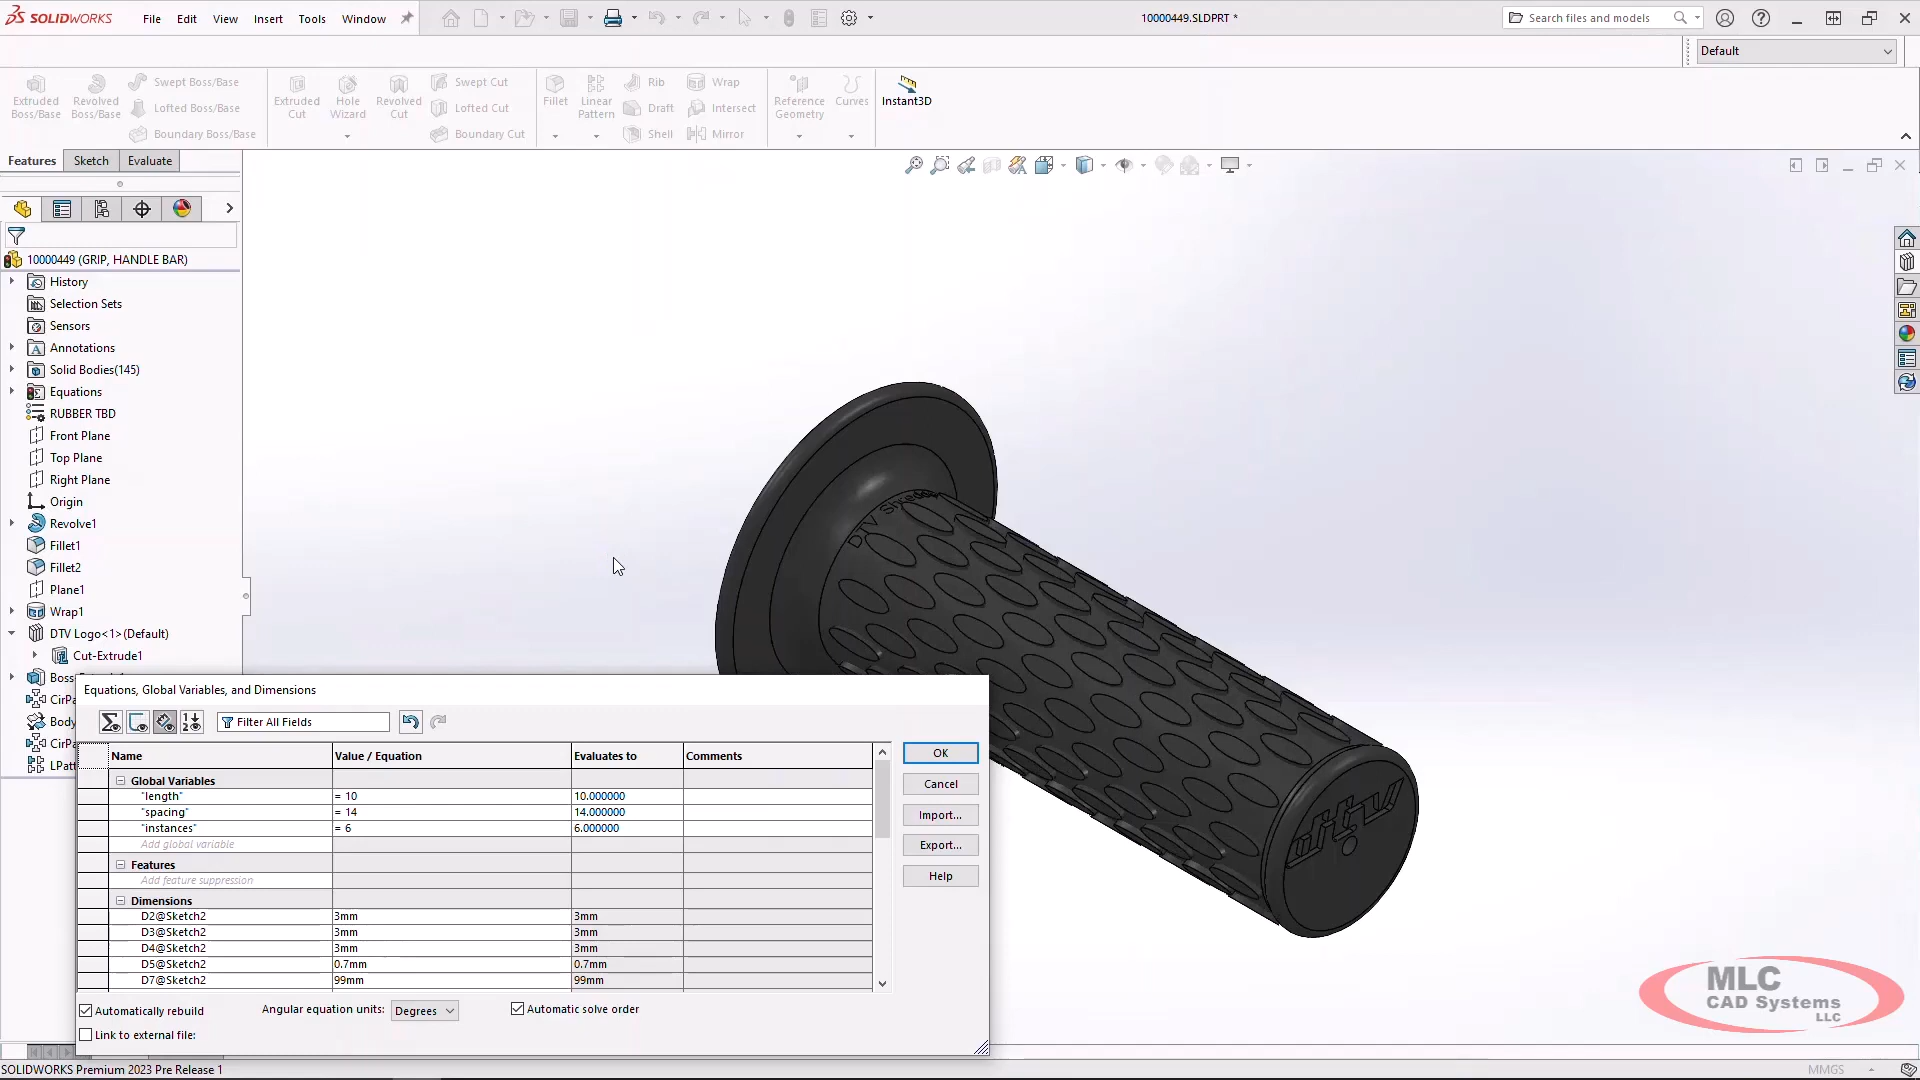 SOLIDWORKS File Edit View Insert Tools Window 10000449.SLDPRT * Search files and models
Default
Extruded Boss/Base
Revolved Boss/Base
Swept Boss/Base
Lofted Boss/Base
Boundary Boss/Base
Extruded Cut
Hole Wizard
Revolved Cut
Swept Cut
Lofted Cut
Boundary Cut
Fillet
Linear Pattern
Rib
Draft
Shell
Wrap
Intersect
Mirror
Reference Geometry
Curves
Instant3D
Features Sketch Evaluate
10000449 (GRIP, HANDLE BAR)
History
Selection Sets
Sensors
Annotations
Solid Bodies(145)
Equations
RUBBER TBD
Front Plane
Top Plane
Right Plane
Origin
Revolve1
Fillet1
Fillet2
Plane1
Wrap1
DTV Logo<1>(Default)
Cut-Extrude1
Boss
CirPa
Body
CirPa
LPatt
DTV Shredder
dtv
Equations, Global Variables, and Dimensions
Filter All Fields
Name Value / Equation Evaluates to Comments
Global Variables
"length" = 10 10.000000
"spacing" = 14 14.000000
"instances" = 6 6.000000
Add global variable
Features
Add feature suppression
Dimensions
D2@Sketch2 3mm 3mm
D3@Sketch2 3mm 3mm
D4@Sketch2 3mm 3mm
D5@Sketch2 0.7mm 0.7mm
D7@Sketch2 99mm 99mm
OK
Cancel
Import...
Export...
Help
Automatically rebuild Angular equation units: Degrees Automatic solve order
Link to external file:
MLC
CAD Systems
LLC
SOLIDWORKS Premium 2023 Pre Release 1 MMGS